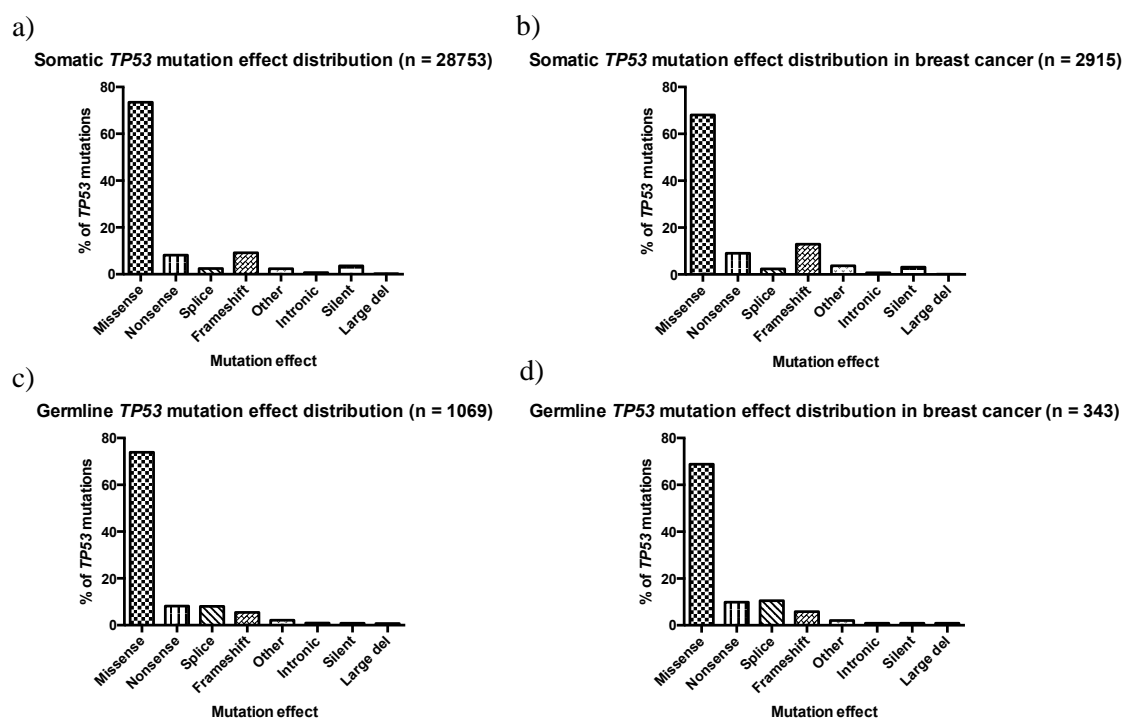 a)
Somatic TP53 mutation effect distribution (n = 28753)
% of TP53 mutations
80
60
40
20
0
Missense
Nonsense
Splice
Frameshift
Other
Intronic
Silent
Large del
Mutation effect
b)
Somatic TP53 mutation effect distribution in breast cancer (n = 2915)
% of TP53 mutations
80
60
40
20
0
Missense
Nonsense
Splice
Frameshift
Other
Intronic
Silent
Large del
Mutation effect
c)
Germline TP53 mutation effect distribution (n = 1069)
% of TP53 mutations
80
60
40
20
0
Missense
Nonsense
Splice
Frameshift
Other
Intronic
Silent
Large del
Mutation effect
d)
Germline TP53 mutation effect distribution in breast cancer (n = 343)
% of TP53 mutations
80
60
40
20
0
Missense
Nonsense
Splice
Frameshift
Other
Intronic
Silent
Large del
Mutation effect